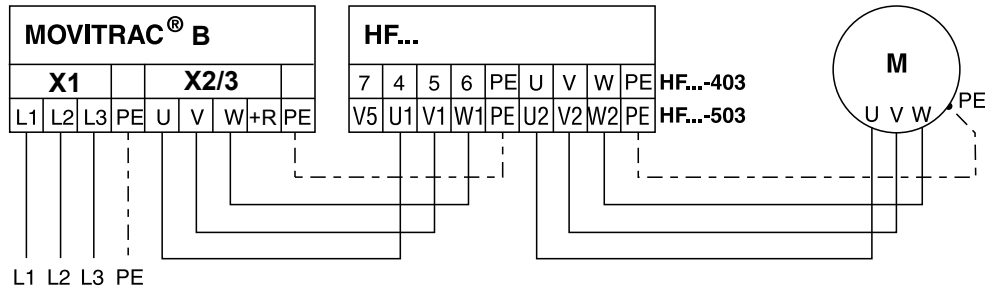 MOVITRAC® B HF... M
X1 X2/3 7 4 5 6 PE U V W PE HF...-403
L1 L2 L3 PE U V W +R PE V5 U1 V1 W1 PE U2 V2 W2 PE HF...-503 U V W PE
L1 L2 L3 PE